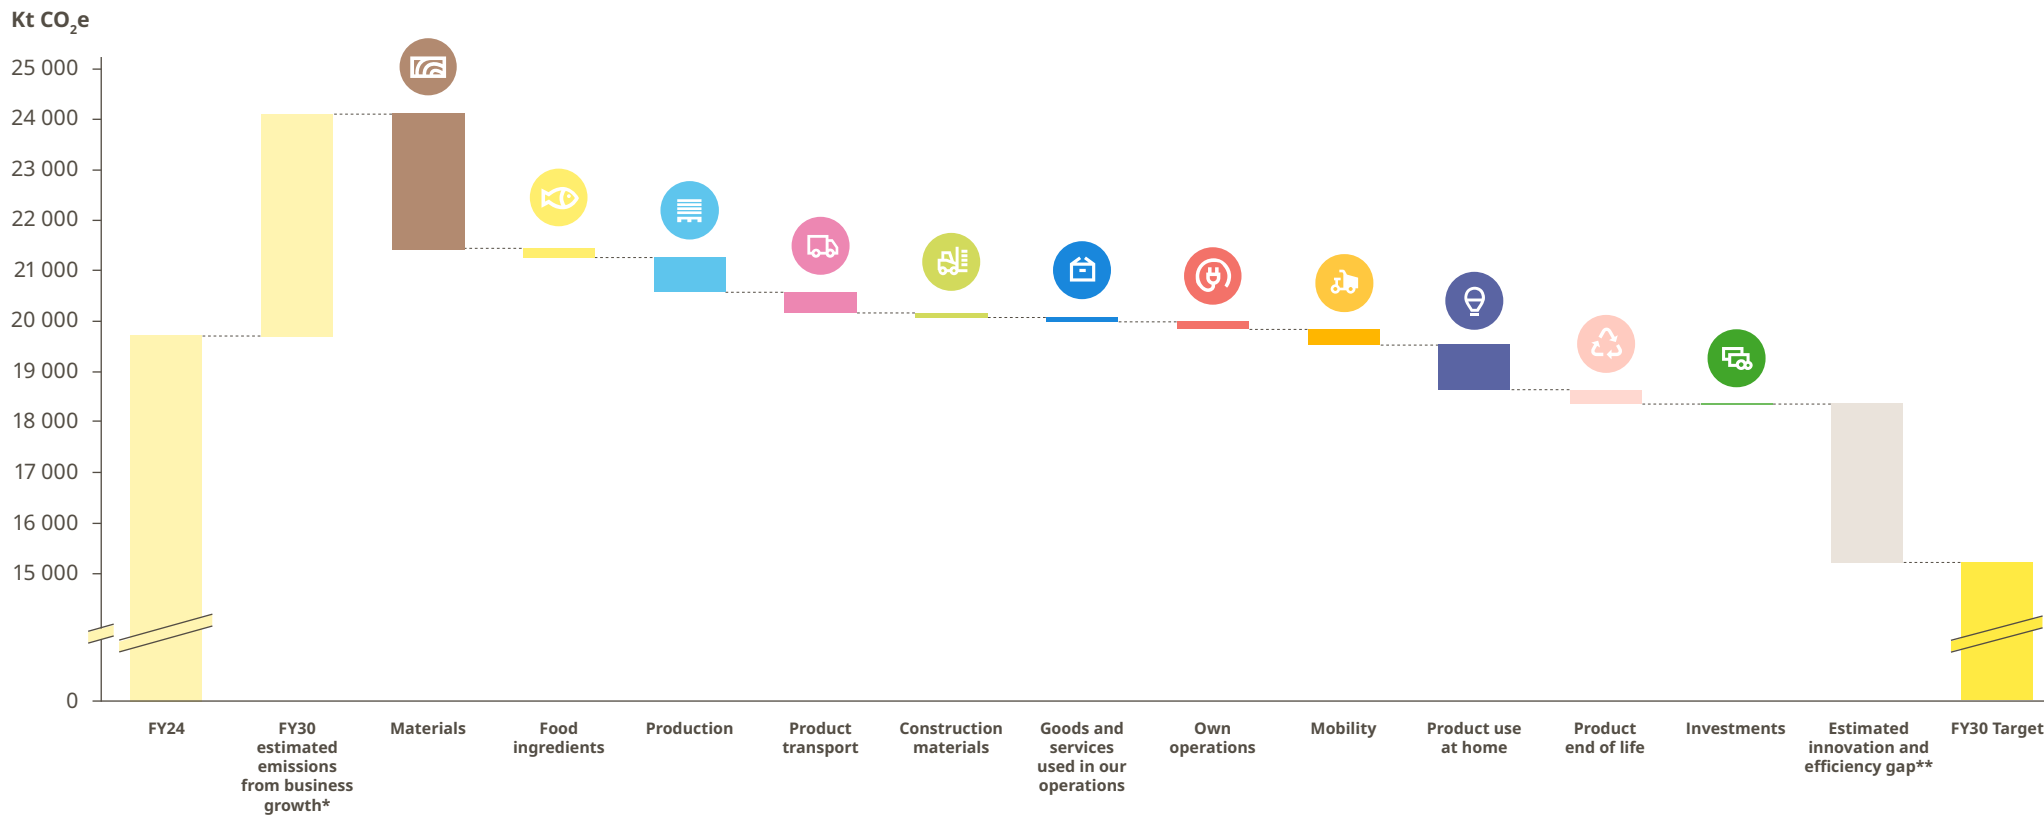 Kt CO₂e
25 000
24 000
23 000
22 000
21 000
20 000
19 000
18 000
17 000
16 000
15 000
0
FY24
FY30
estimated
emissions
from business
growth*
Materials
Food
ingredients
Production
Product
transport
Construction
materials
Goods and
services
used in our
operations
Own
operations
Mobility
Product use
at home
Product
end of life
Investments
Estimated
innovation and
efficiency gap**
FY30 Target